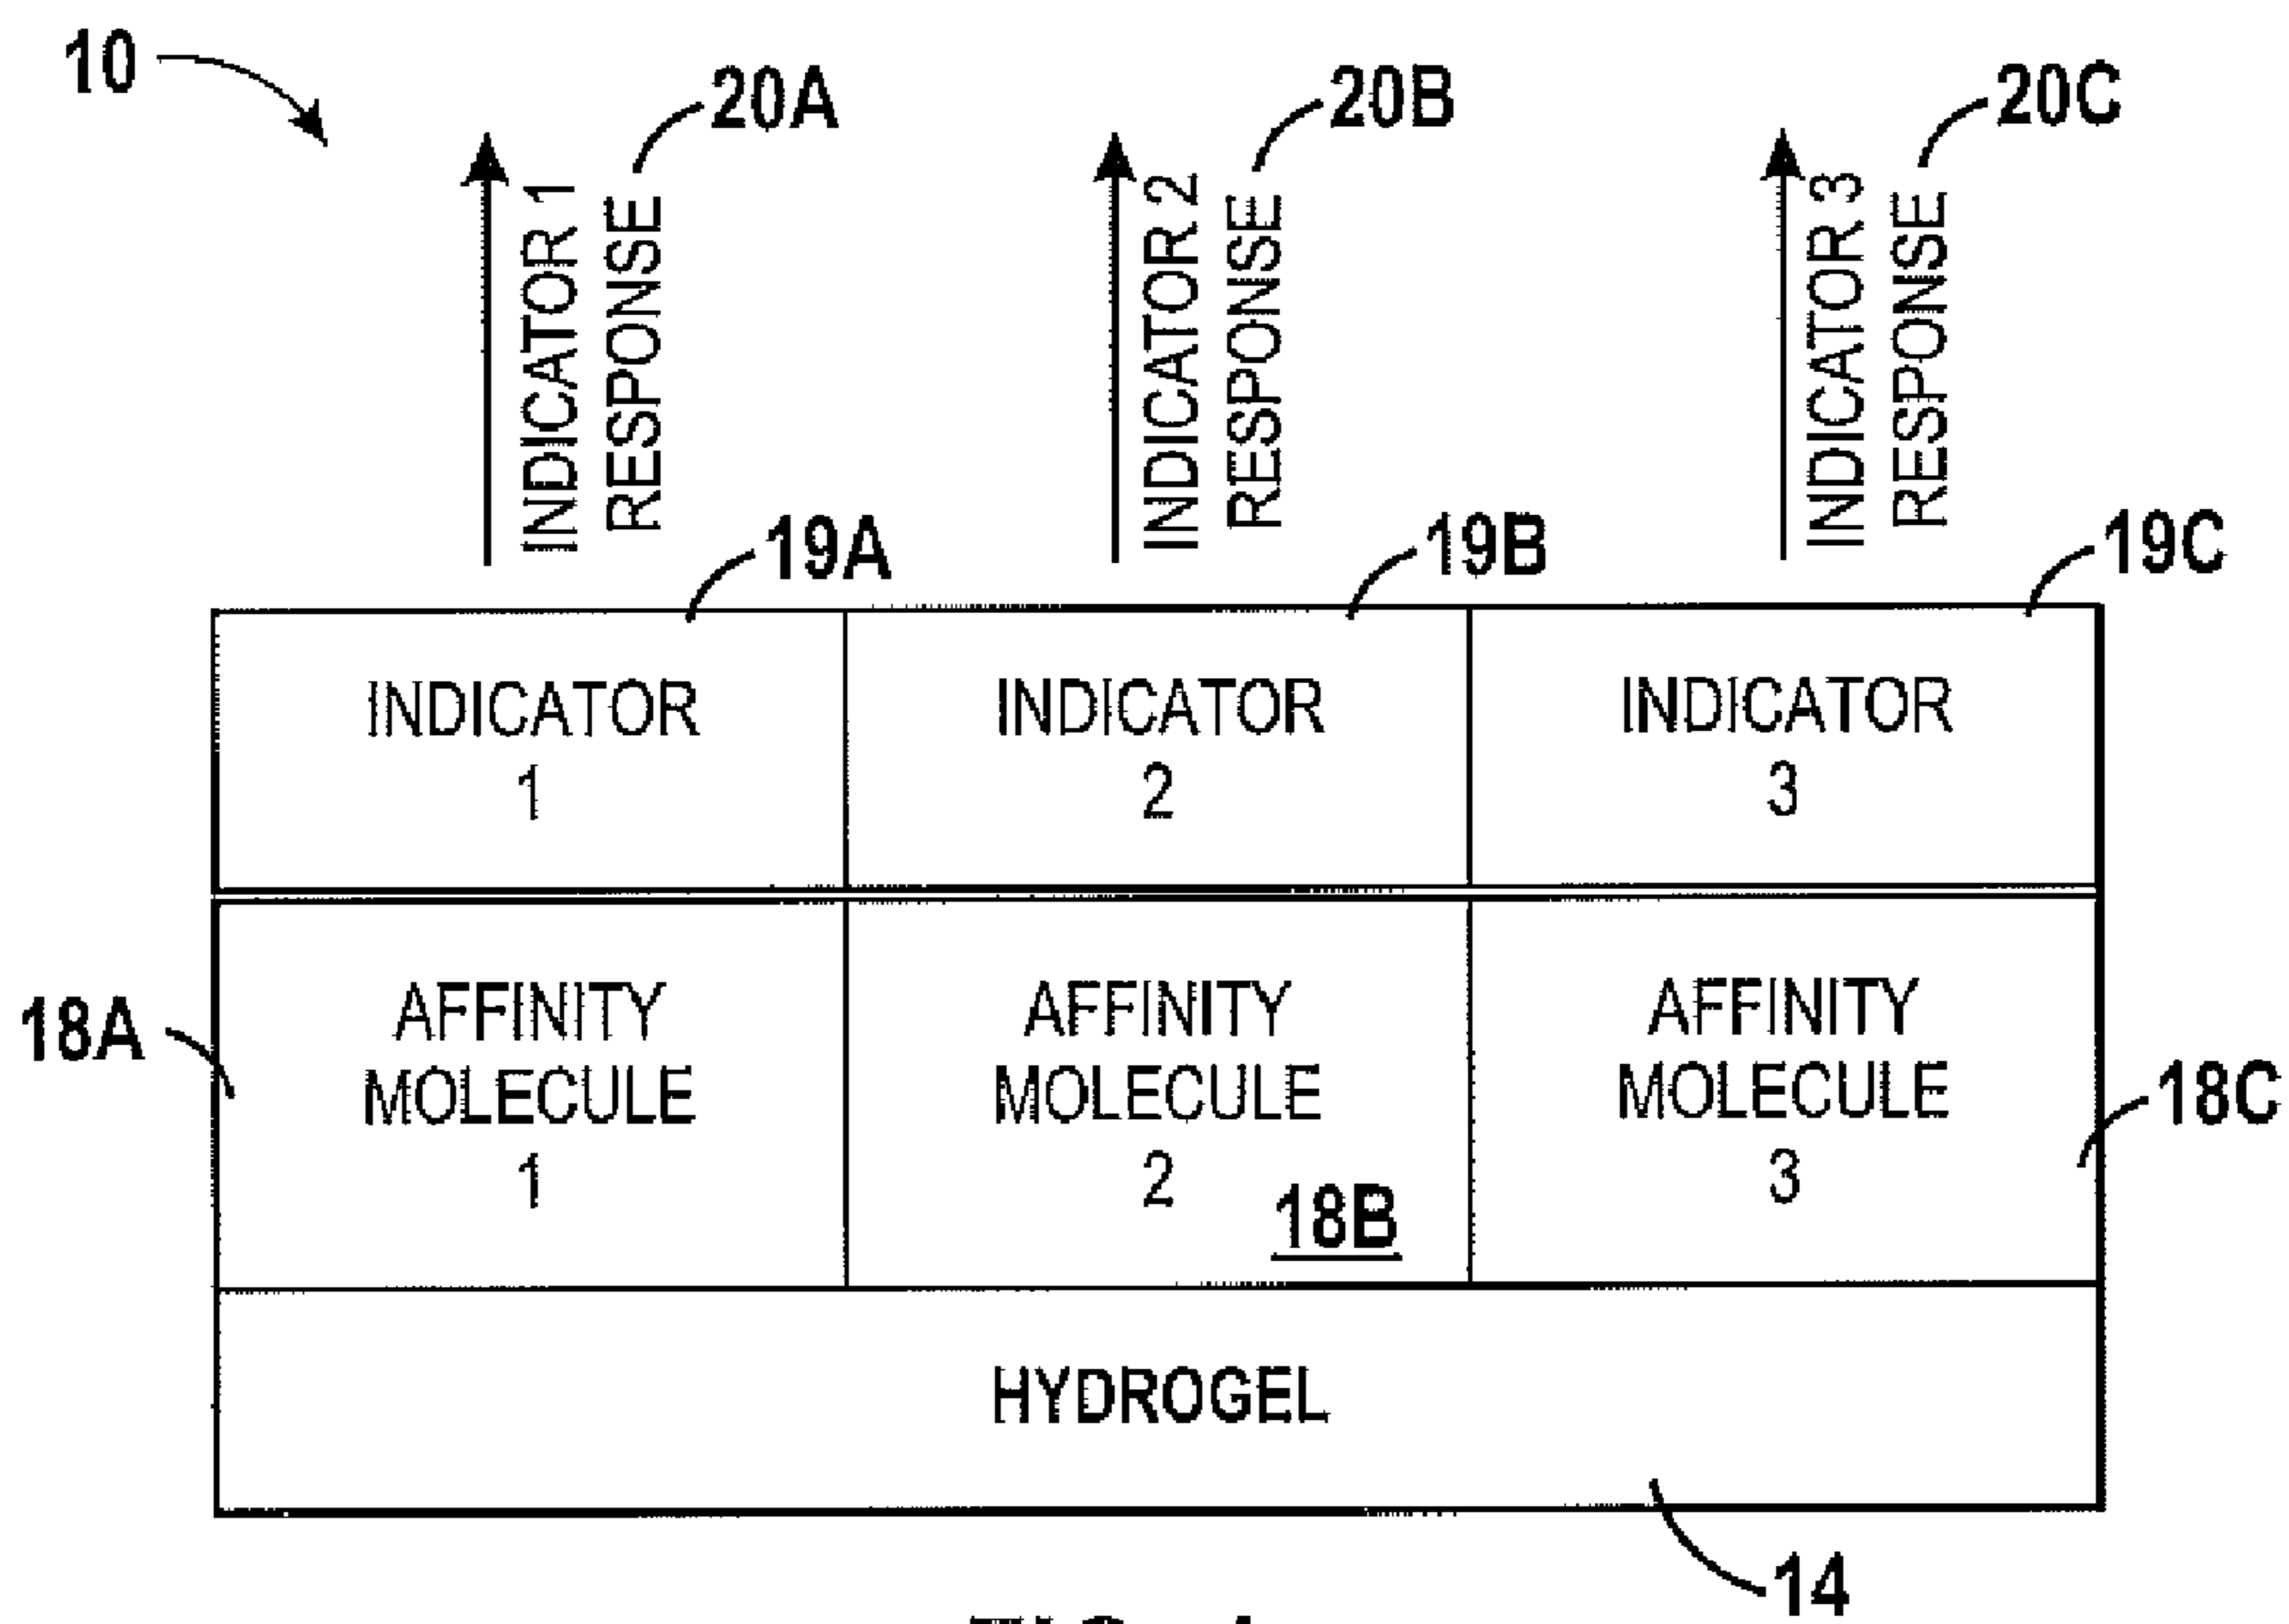 10
20A
20B
20C
INDICATOR 1
RESPONSE
INDICATOR 2
RESPONSE
INDICATOR 3
RESPONSE
19A
19B
19C
INDICATOR
1
INDICATOR
2
INDICATOR
3
18A
AFFINITY
MOLECULE
1
AFFINITY
MOLECULE
2
18B
AFFINITY
MOLECULE
3
18C
HYDROGEL
14